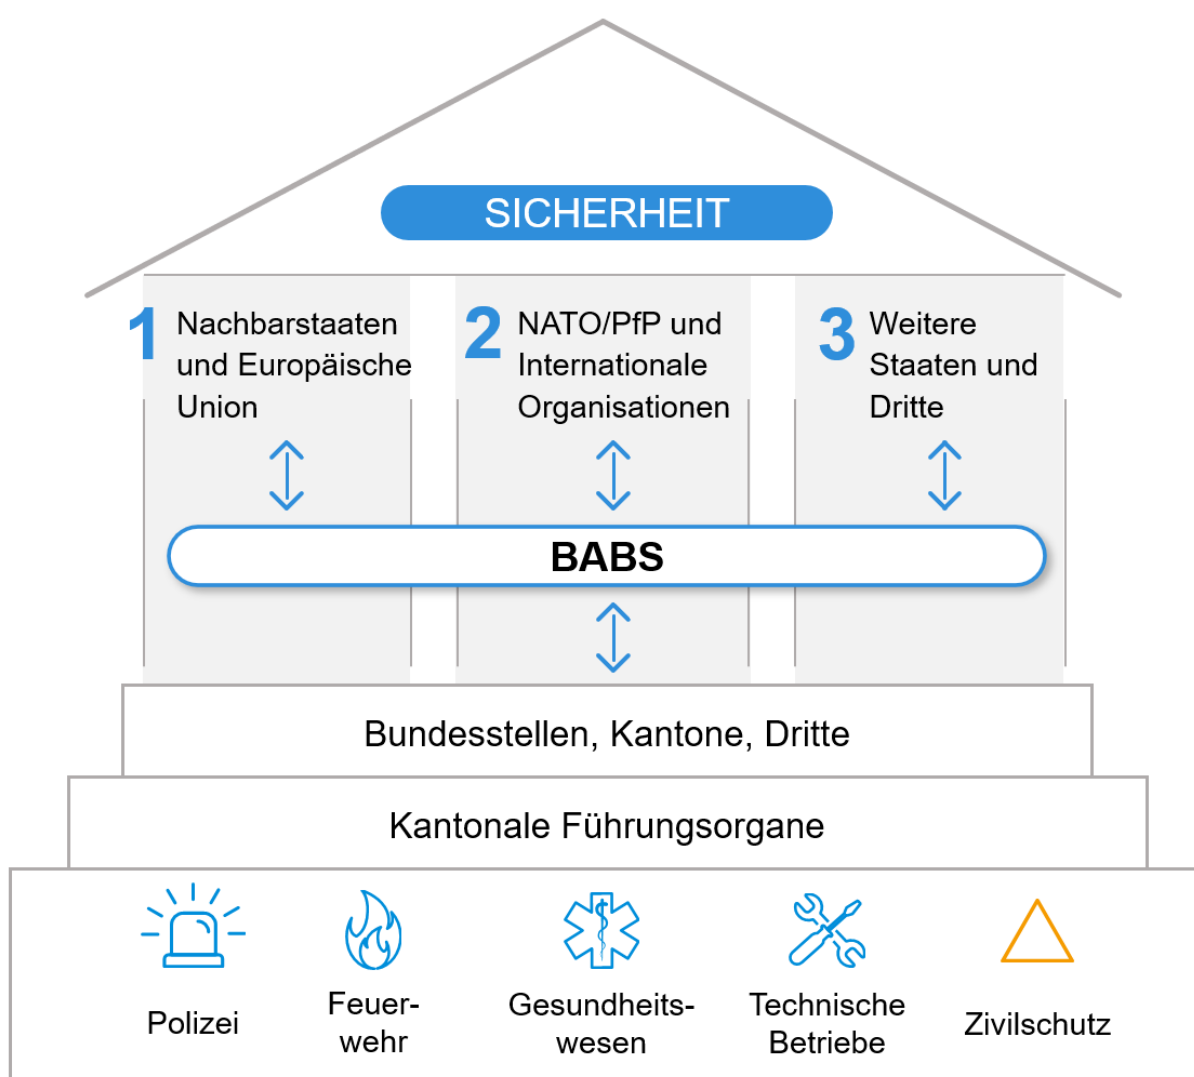 SICHERHEIT
1
Nachbarstaaten
und Europäische
Union
2
NATO/PfP und
Internationale
Organisationen
3
Weitere
Staaten und
Dritte
BABS
Bundesstellen, Kantone, Dritte
Kantonale Führungsorgane
Polizei
Feuer-
wehr
Gesundheits-
wesen
Technische
Betriebe
Zivilschutz